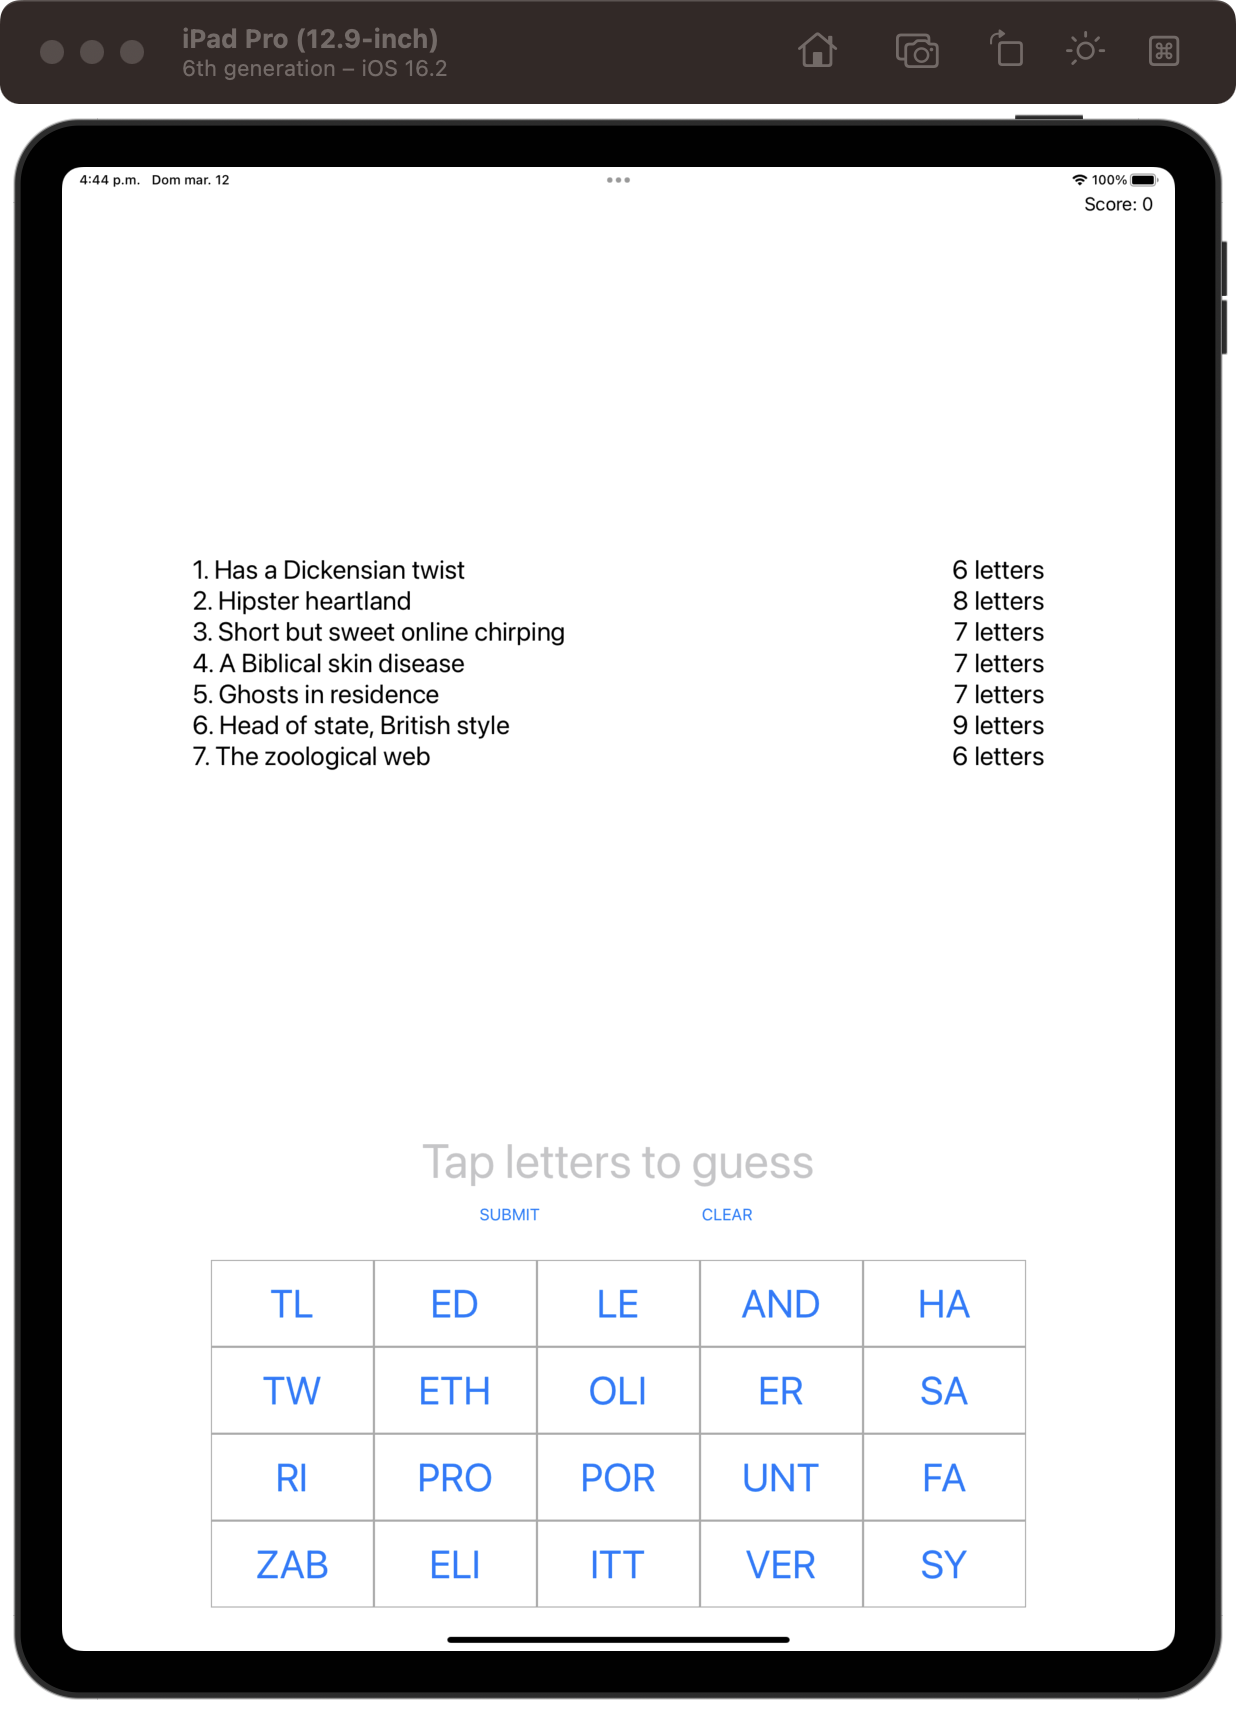 iPad Pro (12.9-inch)
6th generation – iOS 16.2
4:44 p.m. Dom mar. 12
100%
Score: 0
1. Has a Dickensian twist 6 letters
2. Hipster heartland 8 letters
3. Short but sweet online chirping 7 letters
4. A Biblical skin disease 7 letters
5. Ghosts in residence 7 letters
6. Head of state, British style 9 letters
7. The zoological web 6 letters
Tap letters to guess
SUBMIT CLEAR
TL ED LE AND HA
TW ETH OLI ER SA
RI PRO POR UNT FA
ZAB ELI ITT VER SY